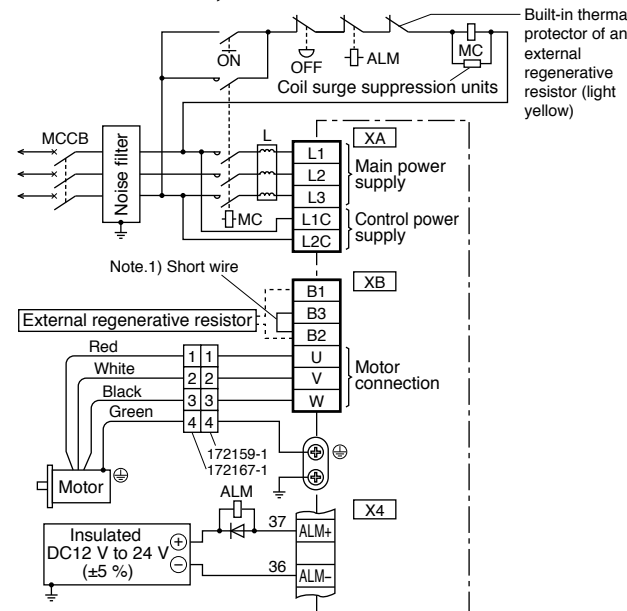 Built-in therma
protector of an
external
regenerative
resistor (light
yellow)
ON
OFF
ALM
MC
Coil surge suppression units
MCCB
Noise filter
L
XA
L1
L2
L3
Main power
supply
MC
L1C
L2C
Control power
supply
Note.1) Short wire
XB
B1
B3
B2
External regenerative resistor
Red
1 1
U
White
2 2
V
Motor
connection
Black
3 3
W
Green
4 4
172159-1
172167-1
Motor
ALM
X4
Insulated
DC12 V to 24 V
(±5 %)
+
−
37
ALM+
36
ALM−